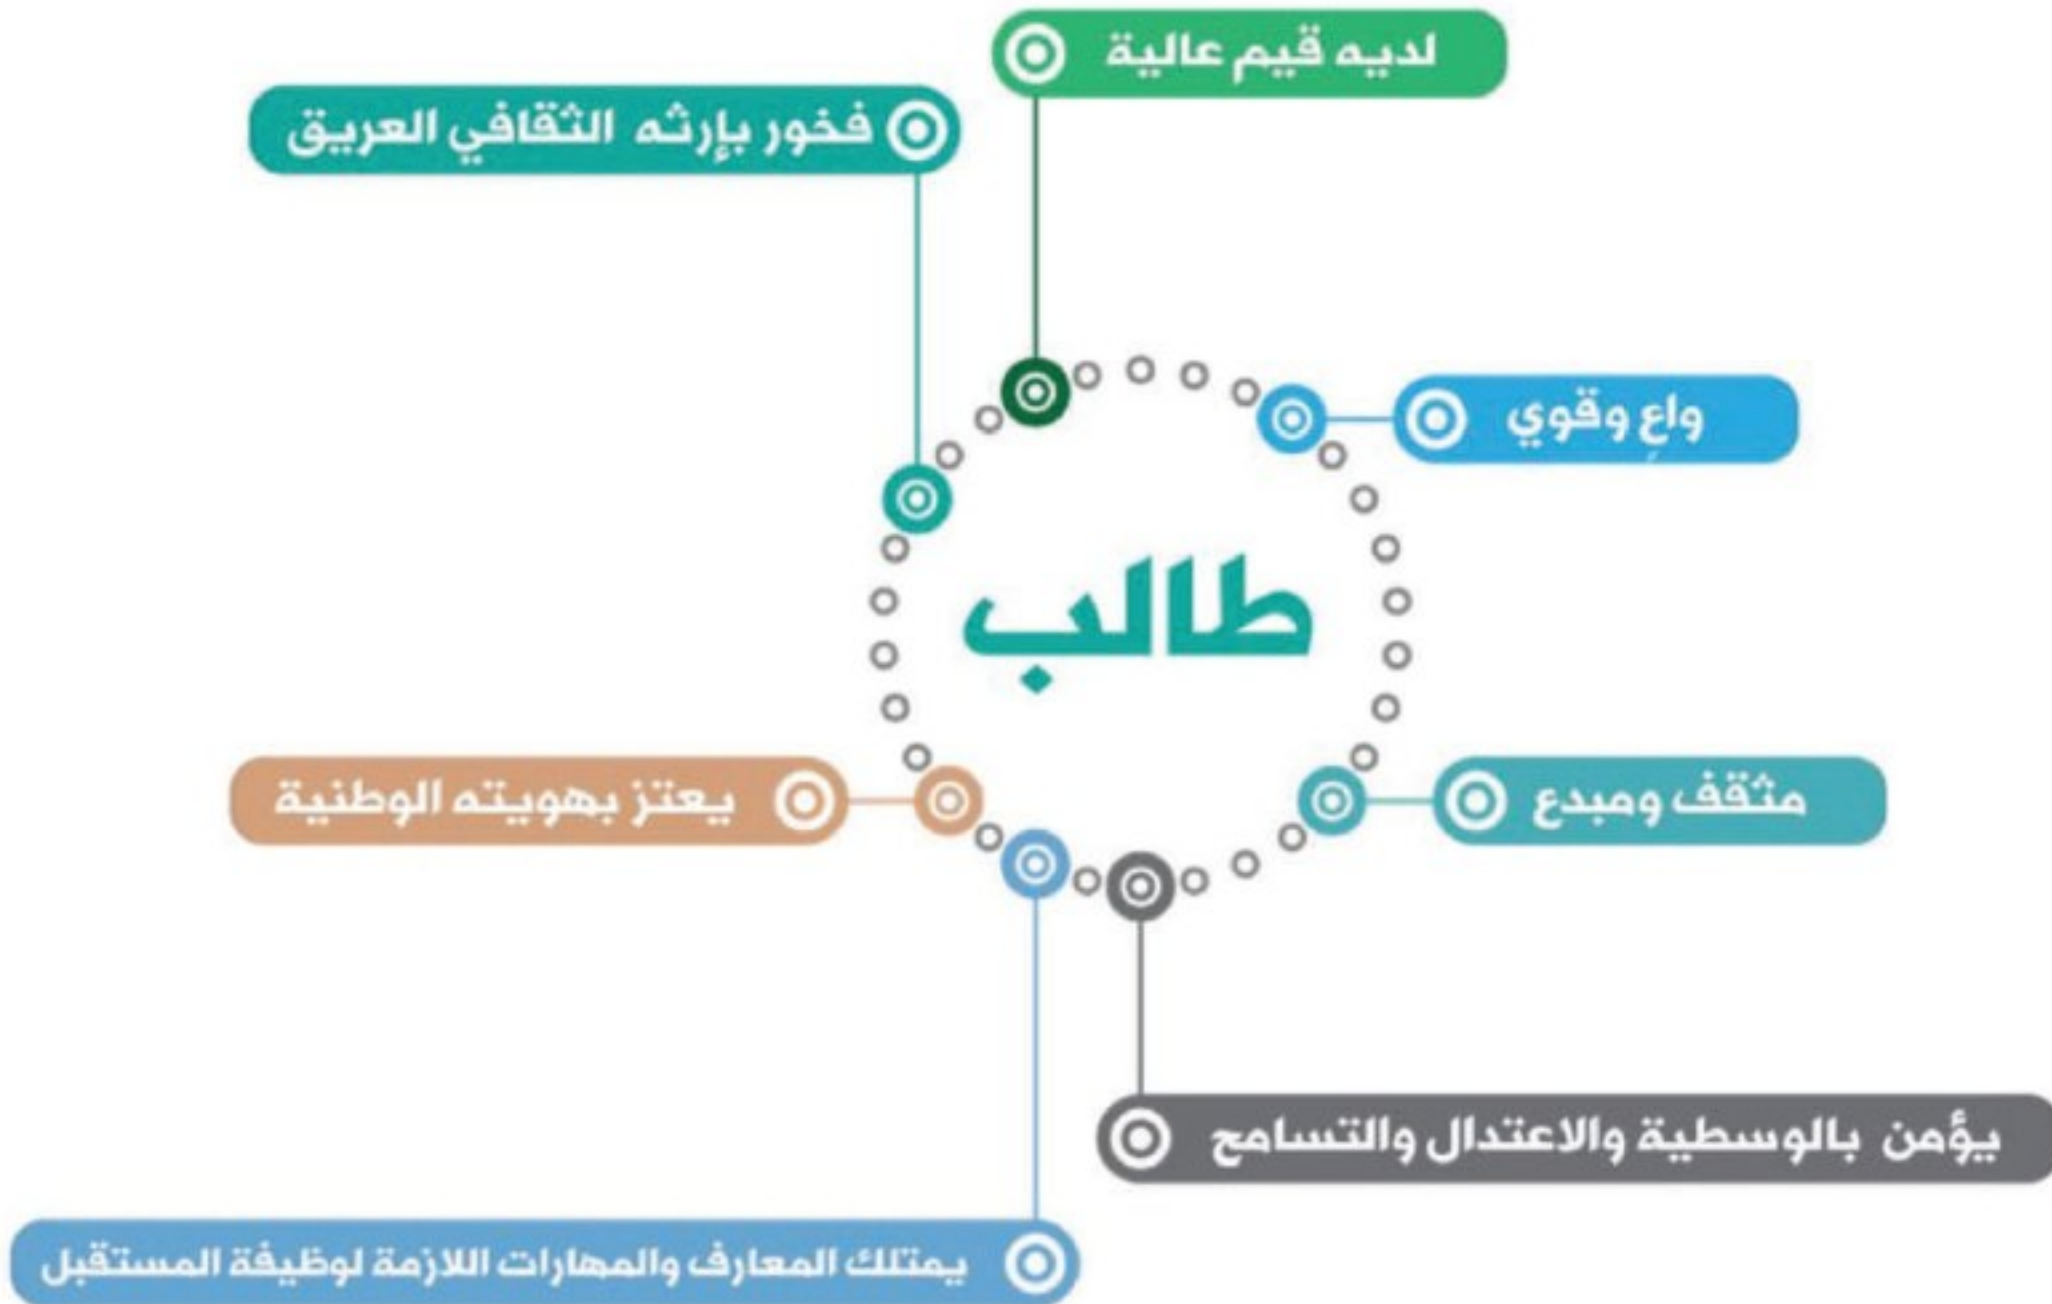 لديه قيم عالية
فخور بإرثه الثقافي العريق
واعٍ وقوي
طالب
مثقف ومبدع
يعتز بهويته الوطنية
يؤمن بالوسطية والاعتدال والتسامح
يمتلك المعارف والمهارات اللازمة لوظيفة المستقبل